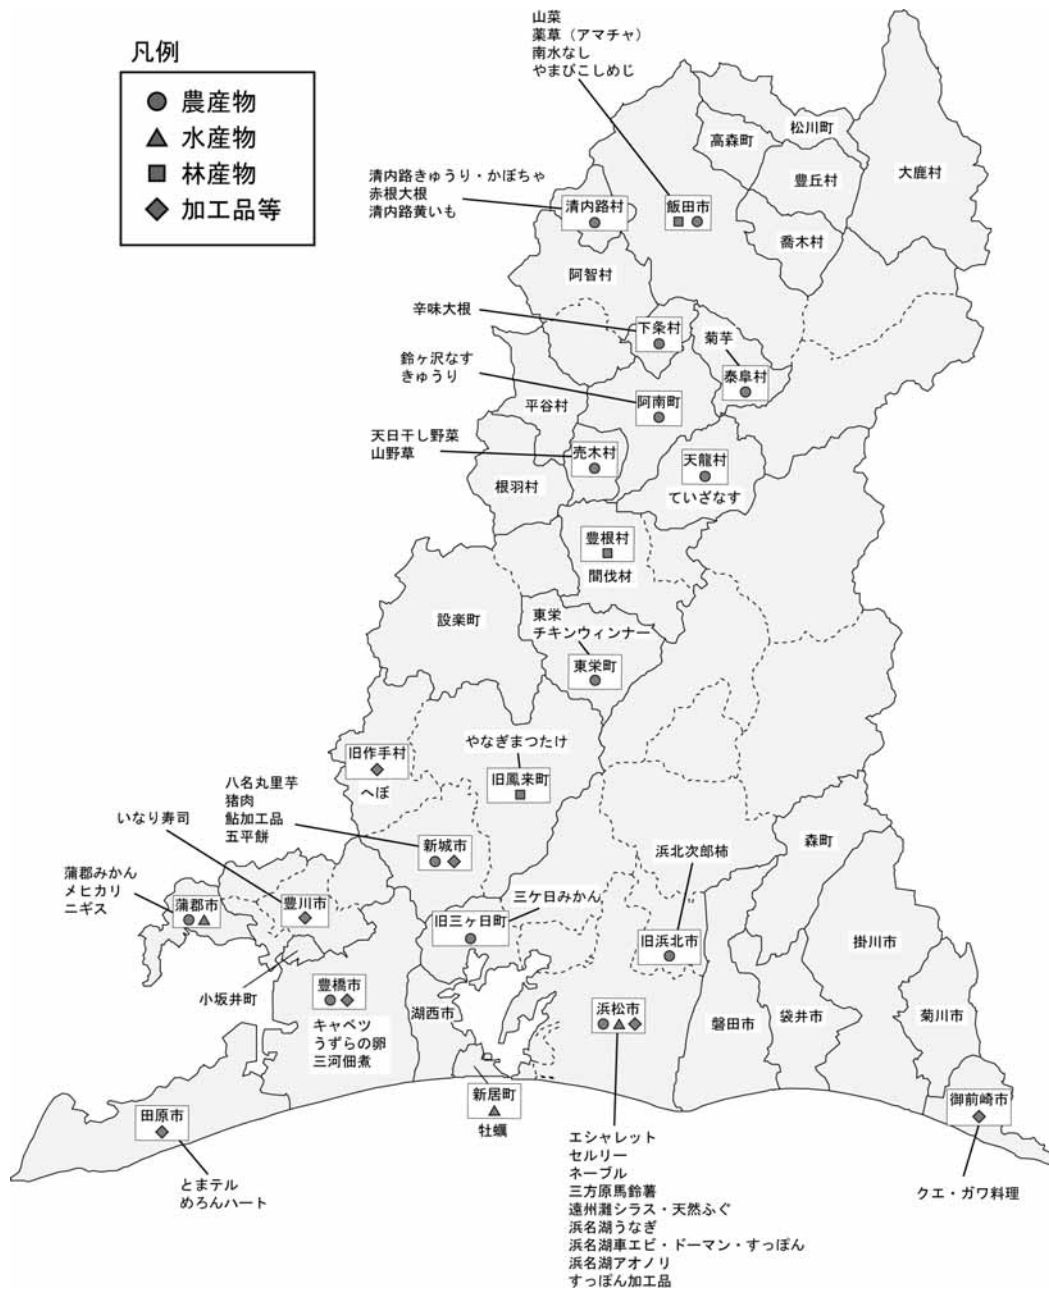 凡例
農産物
水産物
林産物
加工品等
山菜
薬草（アマチャ）
南水なし
やまびこしめじ
松川町
高森町
豊丘村
大鹿村
喬木村
清内路きゅうり・かぼちゃ
赤根大根
清内路黄いも
清内路村
飯田市
阿智村
辛味大根
下条村
菊芋
泰阜村
鈴ヶ沢なす
きゅうり
阿南町
平谷村
天日干し野菜
山野草
売木村
天龍村
ていざなす
根羽村
豊根村
間伐材
設楽町
東栄
チキンウィンナー
東栄町
やなぎまつたけ
旧鳳来町
旧作手村
へぼ
八名丸里芋
猪肉
鮎加工品
五平餅
新城市
いなり寿司
豊川市
蒲郡みかん
メヒカリ
ニギス
蒲郡市
小坂井町
三ケ日みかん
旧三ヶ日町
浜北次郎柿
旧浜北市
森町
掛川市
豊橋市
キャベツ
うずらの卵
三河佃煮
湖西市
浜松市
磐田市
袋井市
菊川市
新居町
牡蠣
田原市
とまテル
めろんハート
御前崎市
クエ・ガワ料理
エシャレット
セルリー
ネーブル
三方原馬鈴薯
遠州灘シラス・天然ふぐ
浜名湖うなぎ
浜名湖車エビ・ドーマン・すっぽん
浜名湖アオノリ
すっぽん加工品